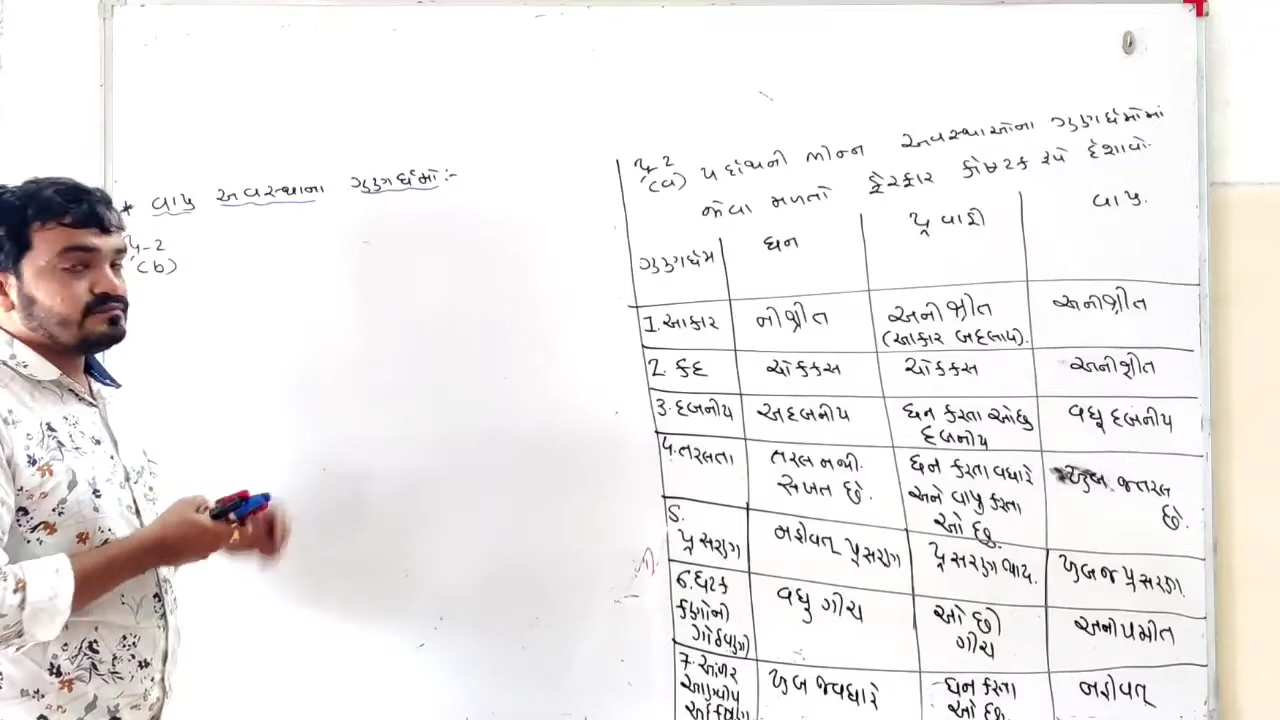 * વાયુ અવસ્થાના ગુણધર્મો:-
પ્ર-2
(b)
પ્ર-2
(a) પદાર્થની ભીન્ન અવસ્થાઓના ગુણધર્મોમાં
જોવા મળતો ફેરફાર કોષ્ટક રૂપે દર્શાવો.
ગુણધર્મ ઘન પ્રવાહી વાયુ.
1. આકાર નીશ્ચીત અનીશ્ચીત (આકાર બદલાય). અનીશ્ચીત
2. કદ ચોક્કસ ચોક્કસ અનીશ્ચીત
3. દબનીય અદબનીય ઘન કરતા ઓછુ દબનીય વધુ દબનીય
4. તરલતા તરલ નથી. સખત છે. ઘન કરતા વધારે અને વાયુ કરતા ઓછુ. ખુબ જ તરલ છે.
5. પ્રસરણ નહીવત્ પ્રસરણ પ્રસરણ થાય. ખુબ જ પ્રસરણ.
6. ઘટક કણોની ગોઠવણી વધુ ગીચ ઓછી ગીચ અનીયમીત
7. આંતર આણ્વીય આકર્ષણ ખુબ જ વધારે ઘન કરતા ઓછુ નહીવત્